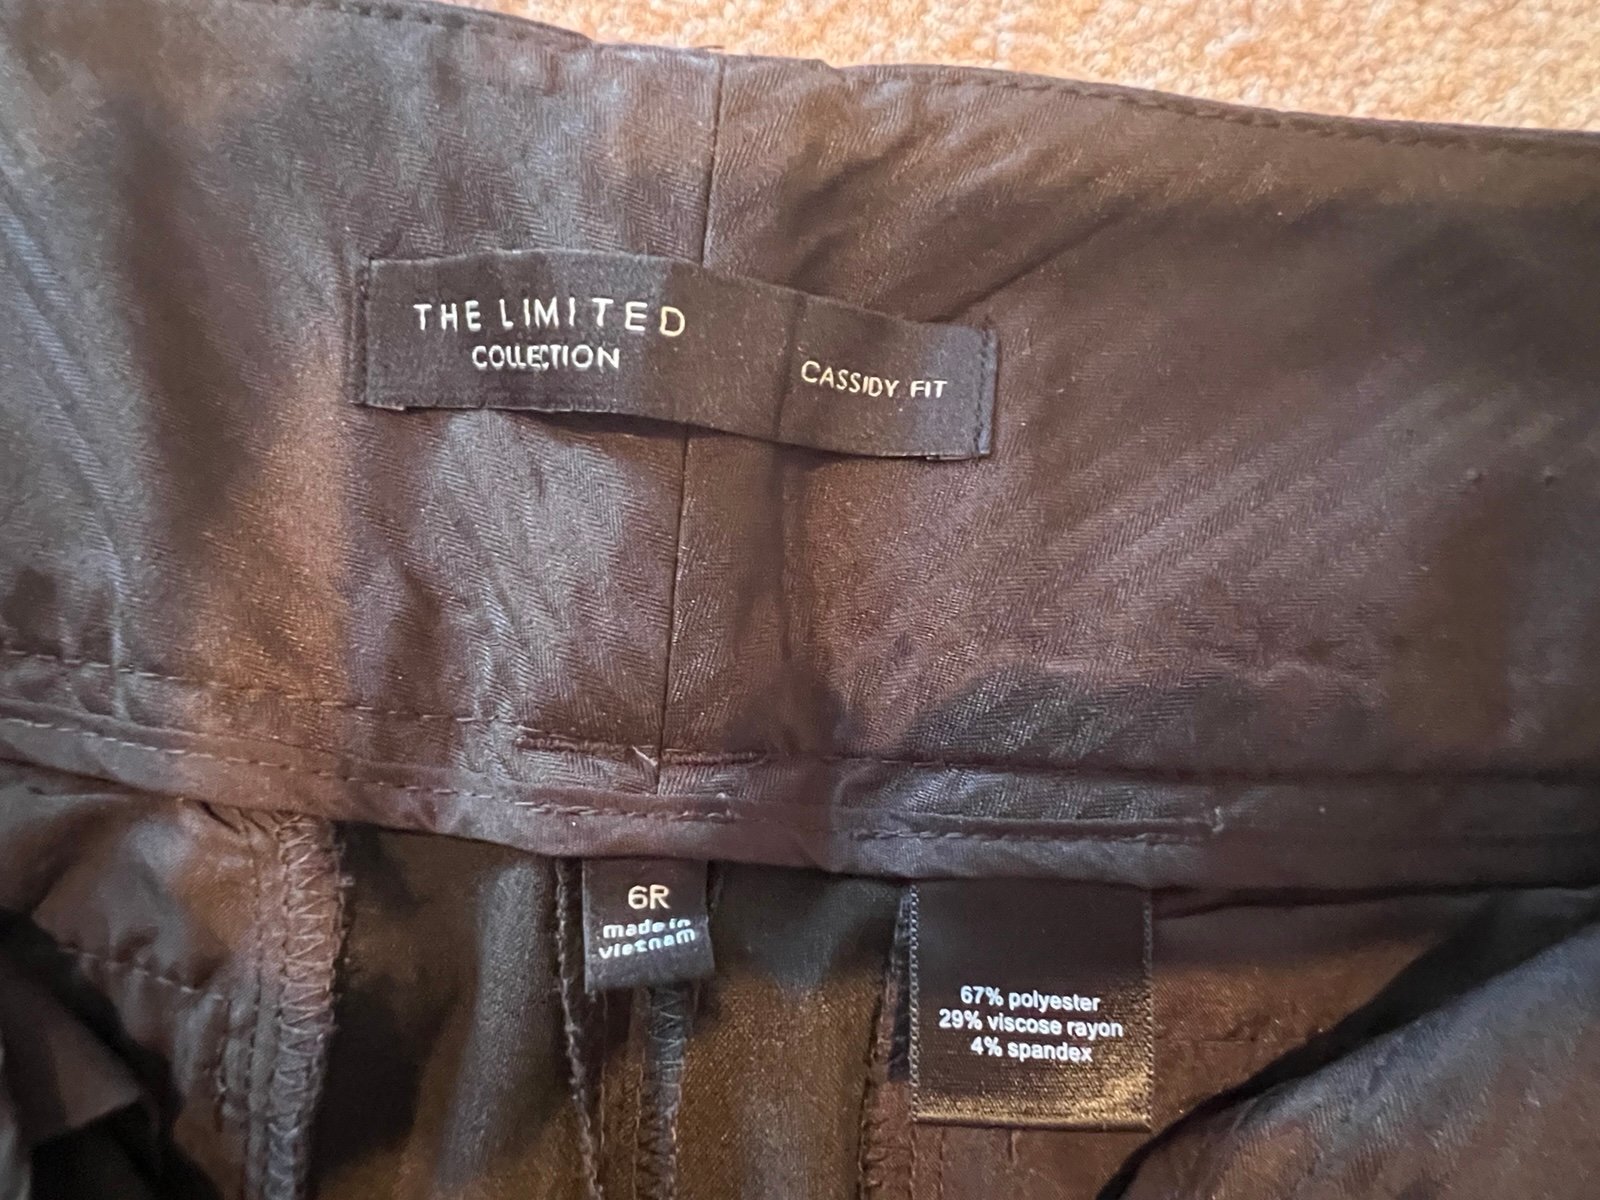 THE LIMITED
COLLECTION
CASSIDY FIT
6R
made in
vietnam
67% polyester
29% viscose rayon
4% spandex